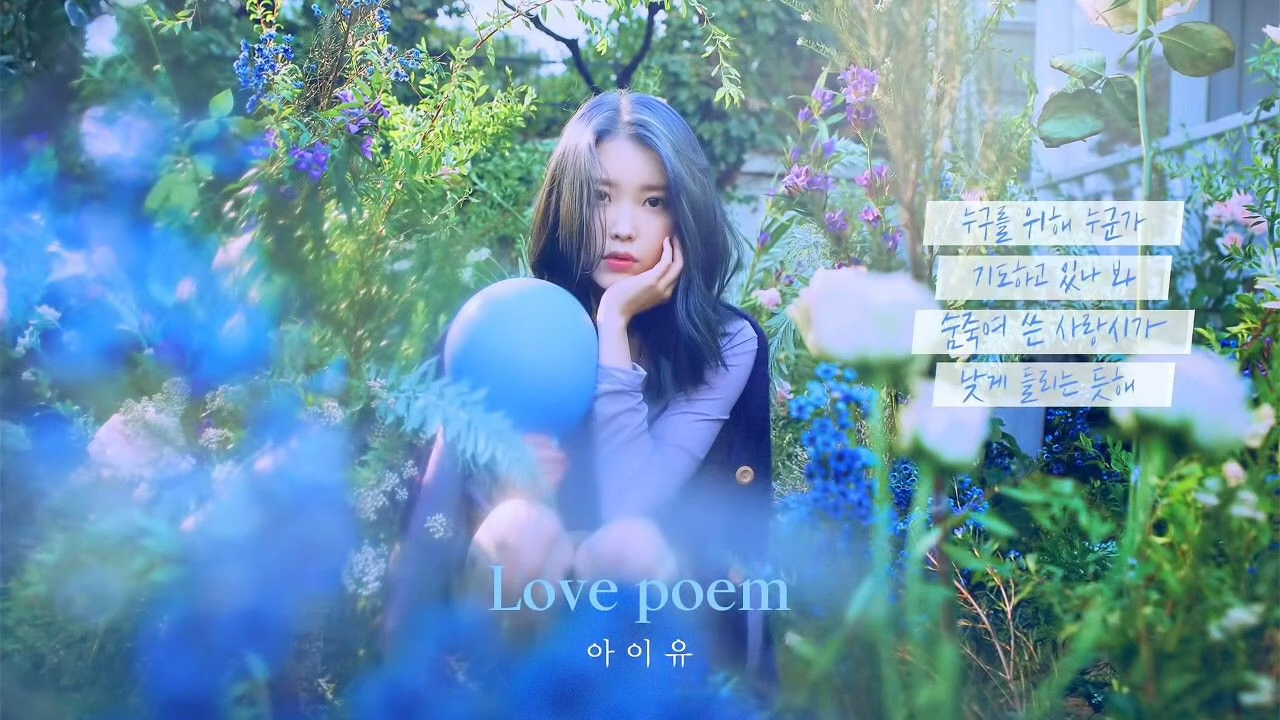 누구를 위해 누군가
기도하고 있나 봐
숨죽여 쓴 사랑시가
낮게 들리는 듯해
Love poem
아이유